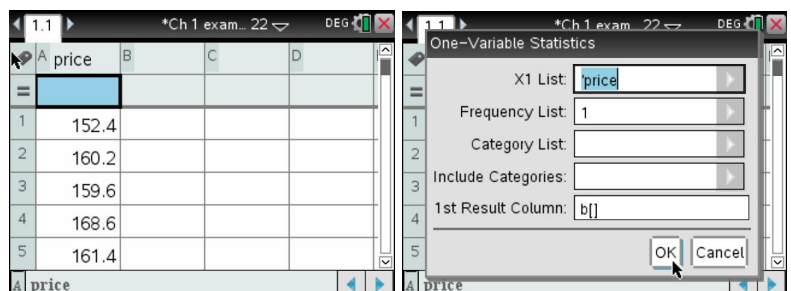 1.1 *Ch 1 exam... 22 DEG
A price B C D
=
1 152.4
2 160.2
3 159.6
4 168.6
5 161.4
A price
1.1 *Ch 1 exam... 22 DEG
One-Variable Statistics
X1 List: 'price
Frequency List: 1
Category List:
Include Categories:
1st Result Column: b[]
OK Cancel
=
1
2
3
4
5
A price